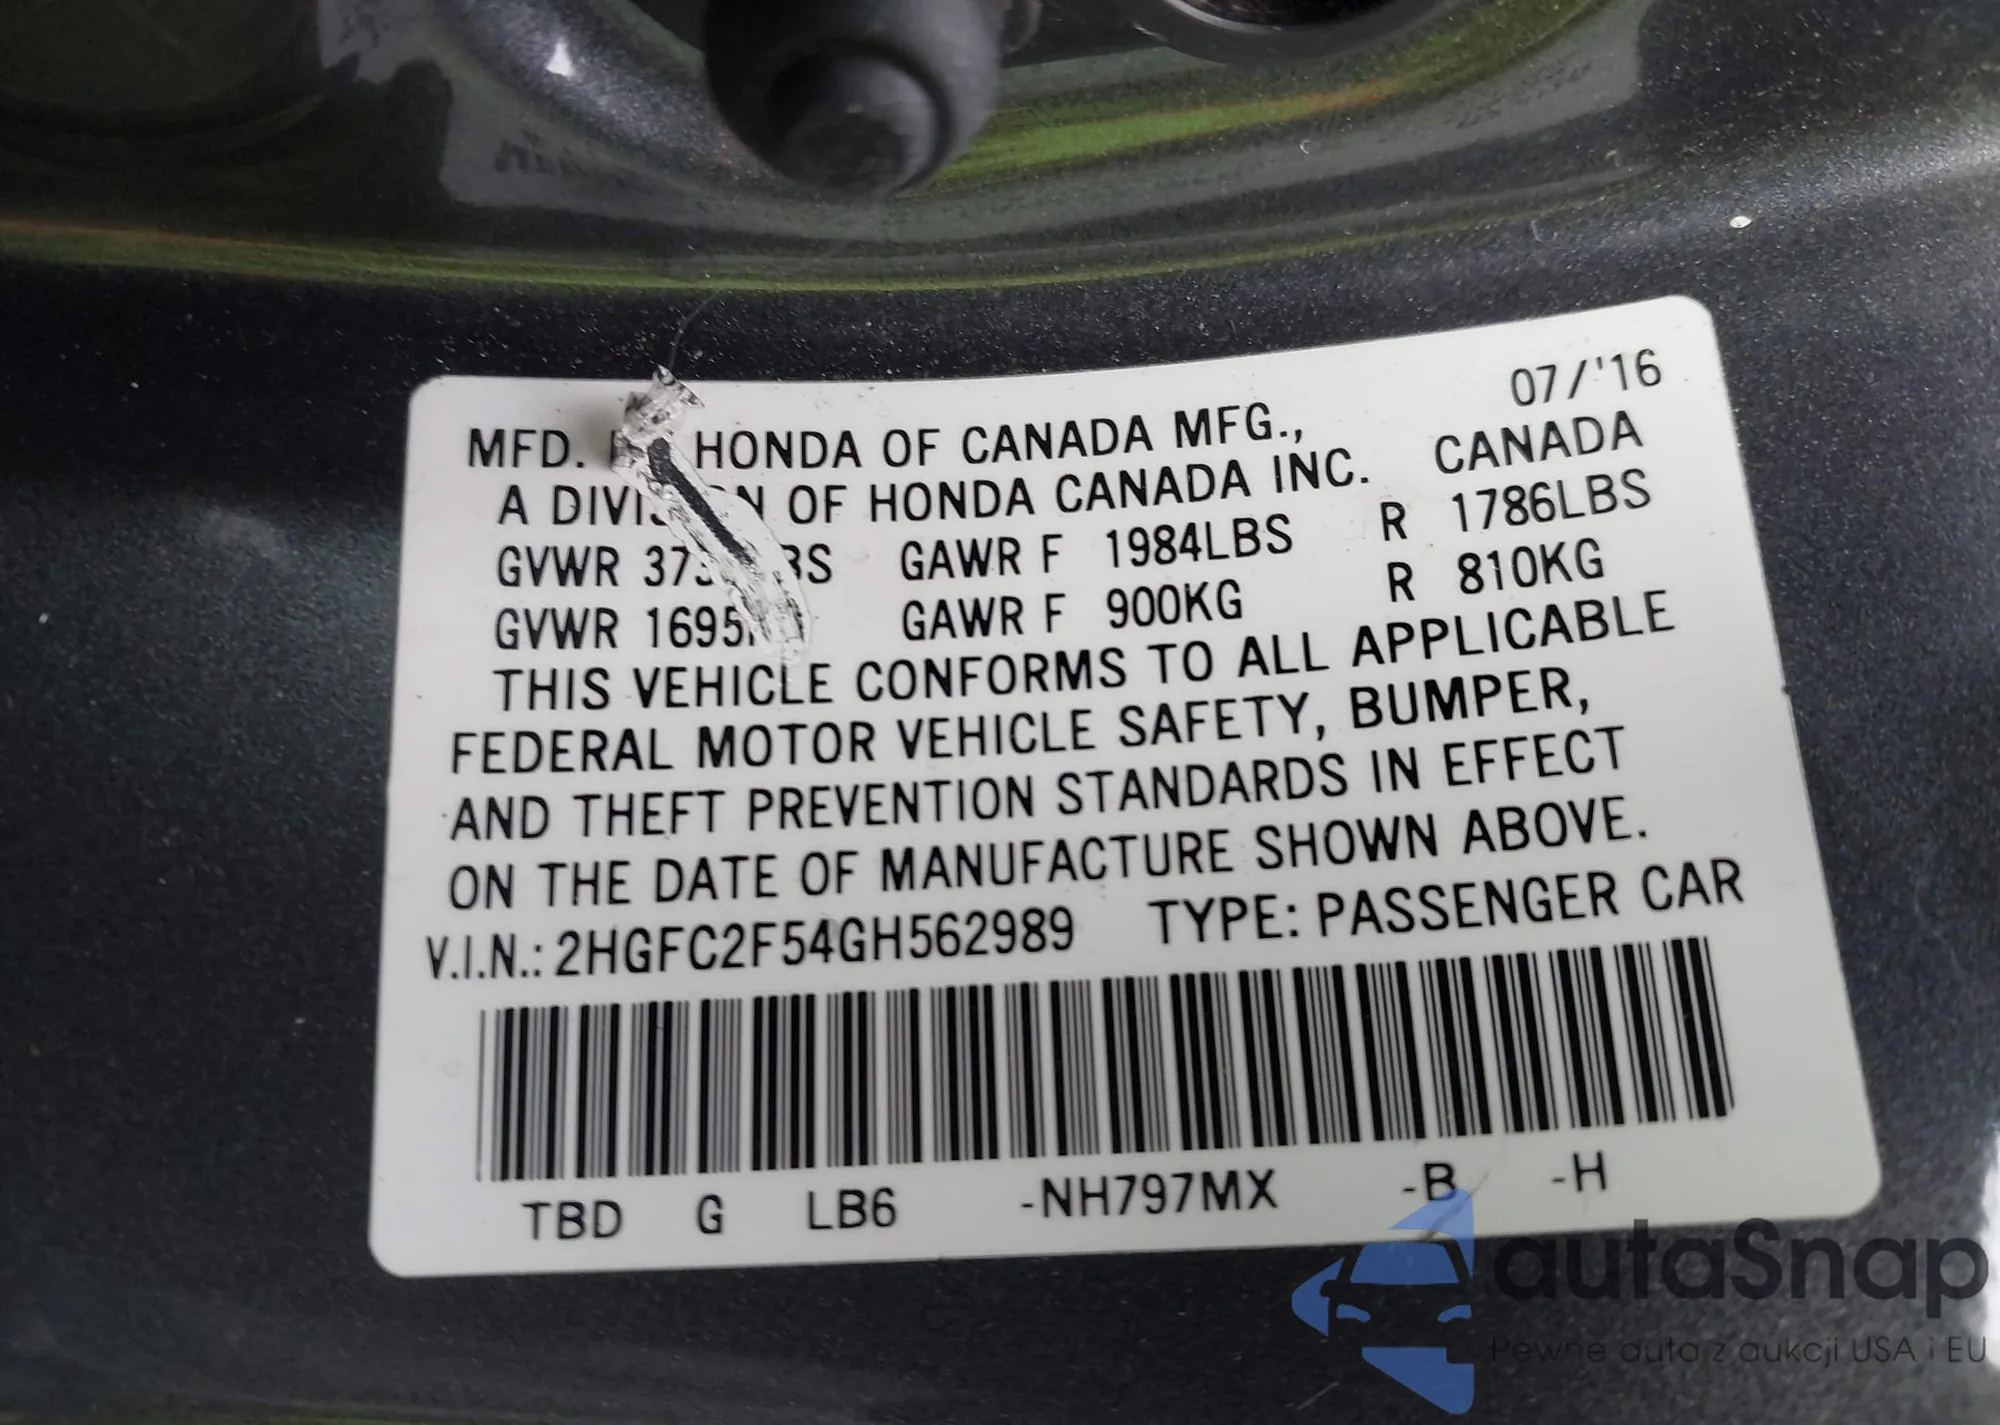 07/'16
MFD. HONDA OF CANADA MFG.,
A OF HONDA CANADA INC. CANADA
GVWR GAWR F 1984LBS R 1786LBS
GVWR 1695 GAWR F 900KG R 810KG
THIS VEHICLE CONFORMS TO ALL APPLICABLE
FEDERAL MOTOR VEHICLE SAFETY, BUMPER,
AND THEFT PREVENTION STANDARDS IN EFFECT
ON THE DATE OF MANUFACTURE SHOWN ABOVE.
V.I.N.: 2HGFC2F54GH562989 TYPE: PASSENGER CAR
TBD G LB6 -NH797MX -B -H
autaSnap
Pewne auta z aukcji USA i EU